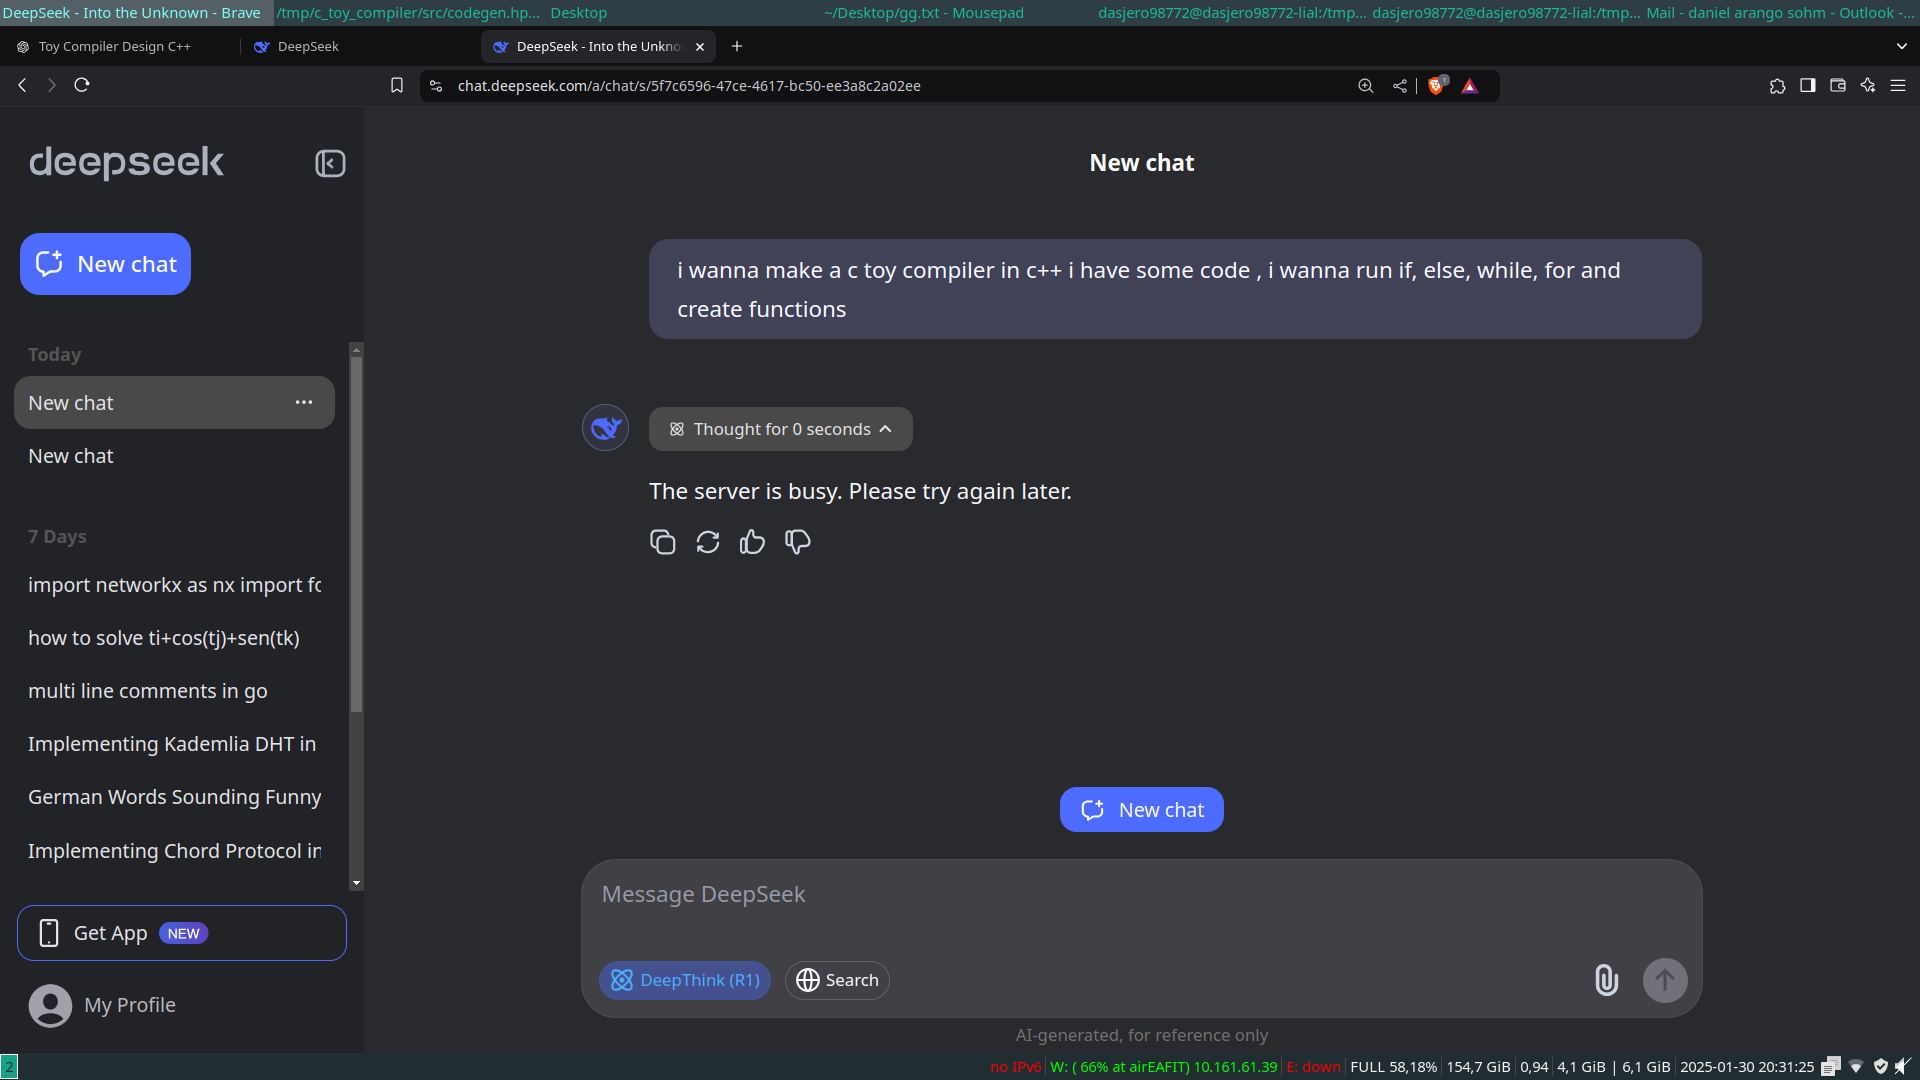 DeepSeek - Into the Unknown - Brave
/tmp/c_toy_compiler/src/codegen.hp...
Desktop
~/Desktop/gg.txt - Mousepad
dasjero98772@dasjero98772-lial:/tmp...
dasjero98772@dasjero98772-lial:/tmp...
Mail - daniel arango sohm - Outlook -...
Toy Compiler Design C++
DeepSeek
DeepSeek - Into the Unkno
chat.deepseek.com/a/chat/s/5f7c6596-47ce-4617-bc50-ee3a8c2a02ee
1
deepseek
New chat
Today
New chat
New chat
7 Days
import networkx as nx import fo
how to solve ti+cos(tj)+sen(tk)
multi line comments in go
Implementing Kademlia DHT in
German Words Sounding Funny
Implementing Chord Protocol in
Get App NEW
My Profile
New chat
i wanna make a c toy compiler in c++ i have some code , i wanna run if, else, while, for and
create functions
Thought for 0 seconds
The server is busy. Please try again later.
New chat
Message DeepSeek
DeepThink (R1)
Search
AI-generated, for reference only
2
no IPv6
W: ( 66% at airEAFIT) 10.161.61.39
E: down
FULL 58,18%
154,7 GiB
0,94
4,1 GiB | 6,1 GiB
2025-01-30 20:31:25